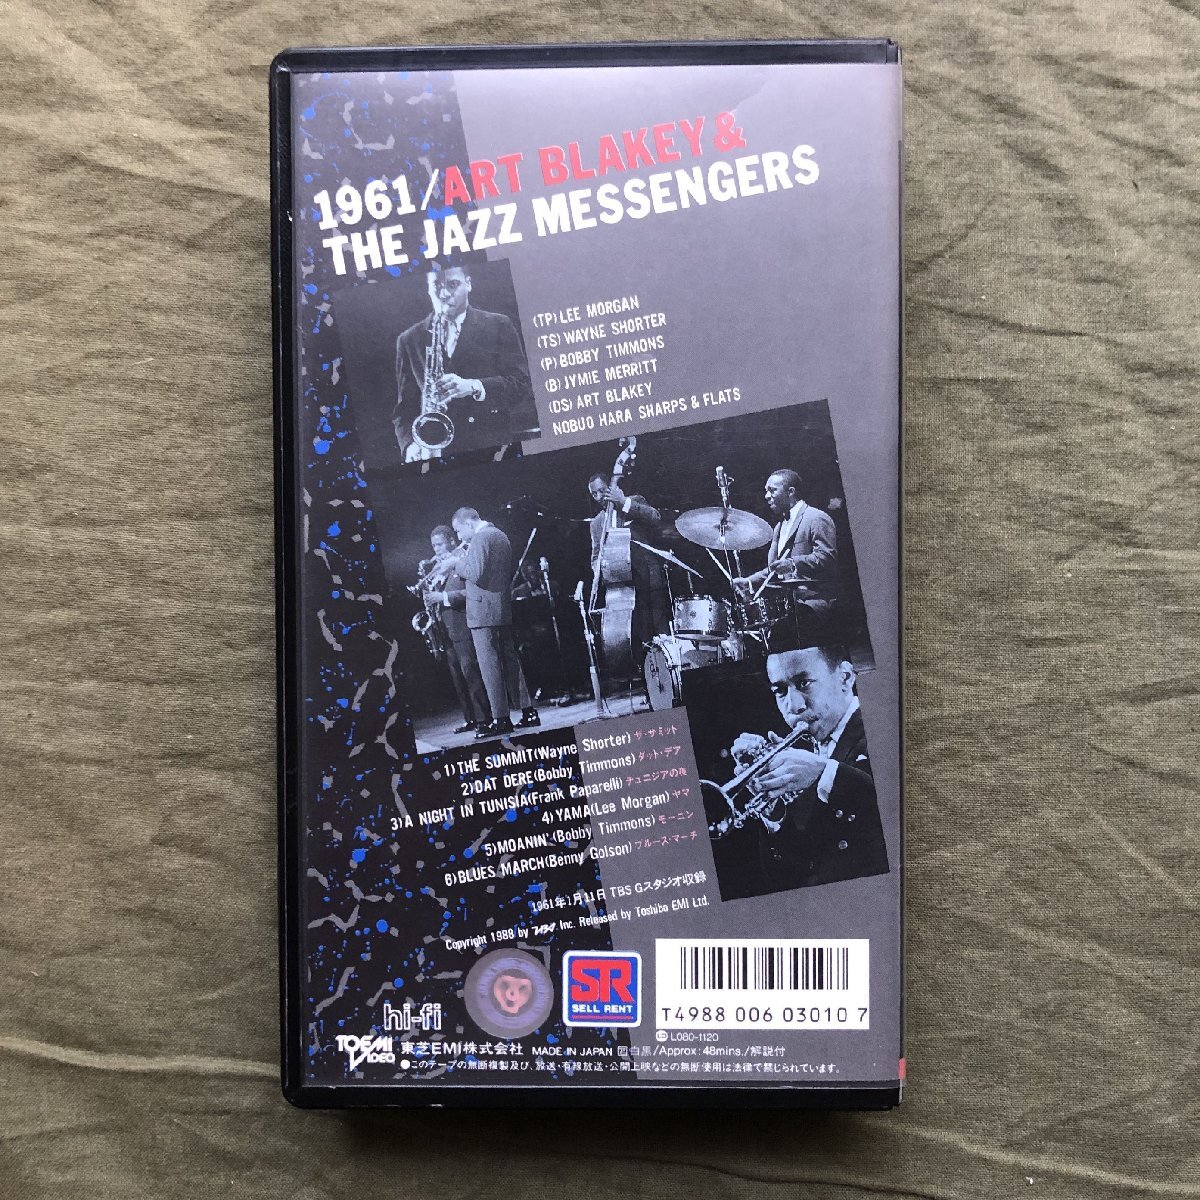 1961/ART BLAKEY &
THE JAZZ MESSENGERS
(TP) LEE MORGAN
(TS) WAYNE SHORTER
(P) BOBBY TIMMONS
(B) JYMIE MERRITT
(DS) ART BLAKEY
NOBUO HARA SHARPS & FLATS
1) THE SUMMIT(Wayne Shorter) ザ・サミット
2) DAT DERE(Bobby Timmons) ダット・デア
3) A NIGHT IN TUNISIA(Frank Paparelli) チュニジアの夜
4) YAMA(Lee Morgan) ヤマ
5) MOANIN'(Bobby Timmons) モーニン
6) BLUES MARCH(Benny Golson) ブルース・マーチ
1961年1月11日 TBS Gスタジオ収録
Copyright 1988 by TBS Inc. Released by Toshiba EMI Ltd.
hi-fi
SR
SELL RENT
T4988 006 03010 7
L080-1120
TOEMI VIDEO
東芝EMI株式会社 MADE IN JAPAN 白黒/Approx: 48mins./解説付
●このテープの無断複製及び、放送・有線放送・公開上映などの無断使用は法律で禁じられています。